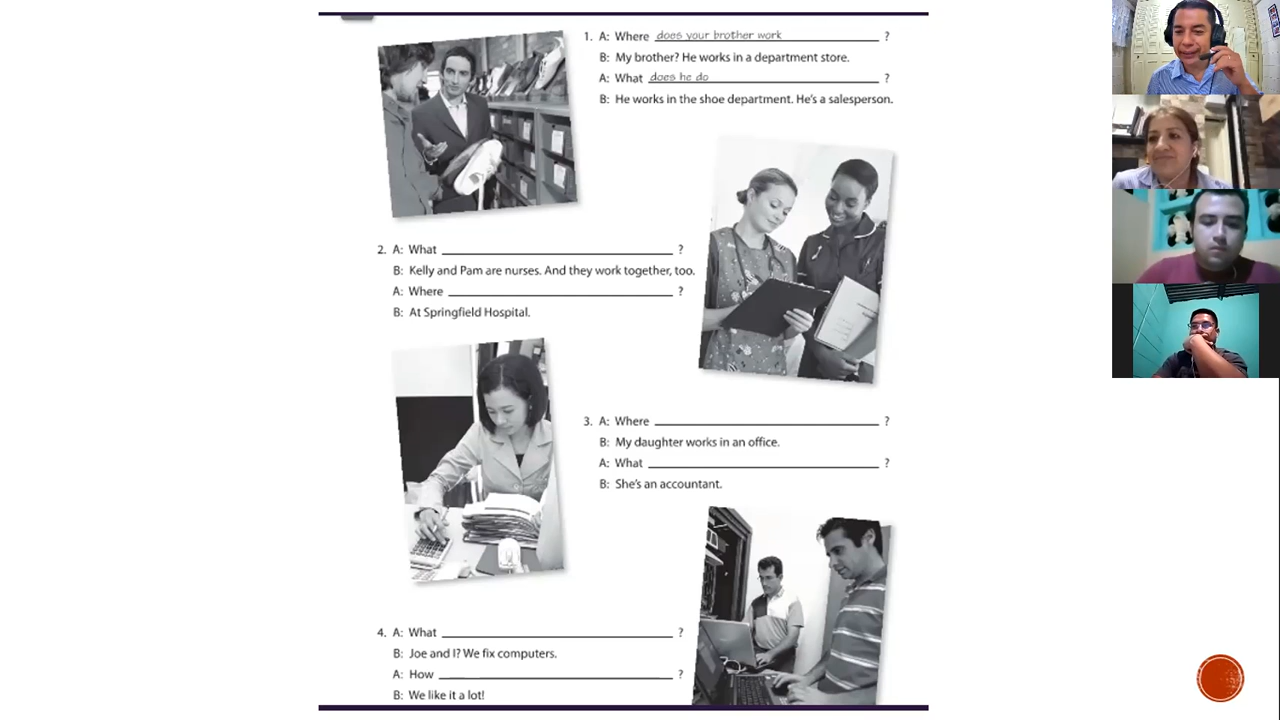 1. A: Where does your brother work ?
B: My brother? He works in a department store.
A: What does he do ?
B: He works in the shoe department. He's a salesperson.
2. A: What ?
B: Kelly and Pam are nurses. And they work together, too.
A: Where ?
B: At Springfield Hospital.
3. A: Where ?
B: My daughter works in an office.
A: What ?
B: She's an accountant.
4. A: What ?
B: Joe and I? We fix computers.
A: How ?
B: We like it a lot!